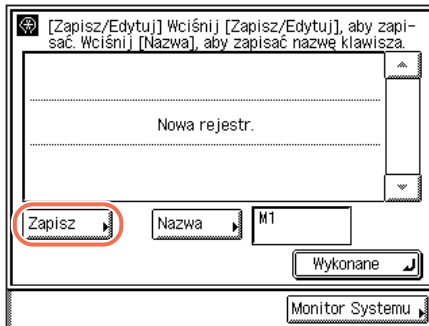 [Zapisz/Edytuj] Wciśnij [Zapisz/Edytuj], aby zapi-
sać. Wciśnij [Nazwa], aby zapisać nazwę klawisza.
Nowa rejestr.
Zapisz
Nazwa
M1
Wykonane
Monitor Systemu